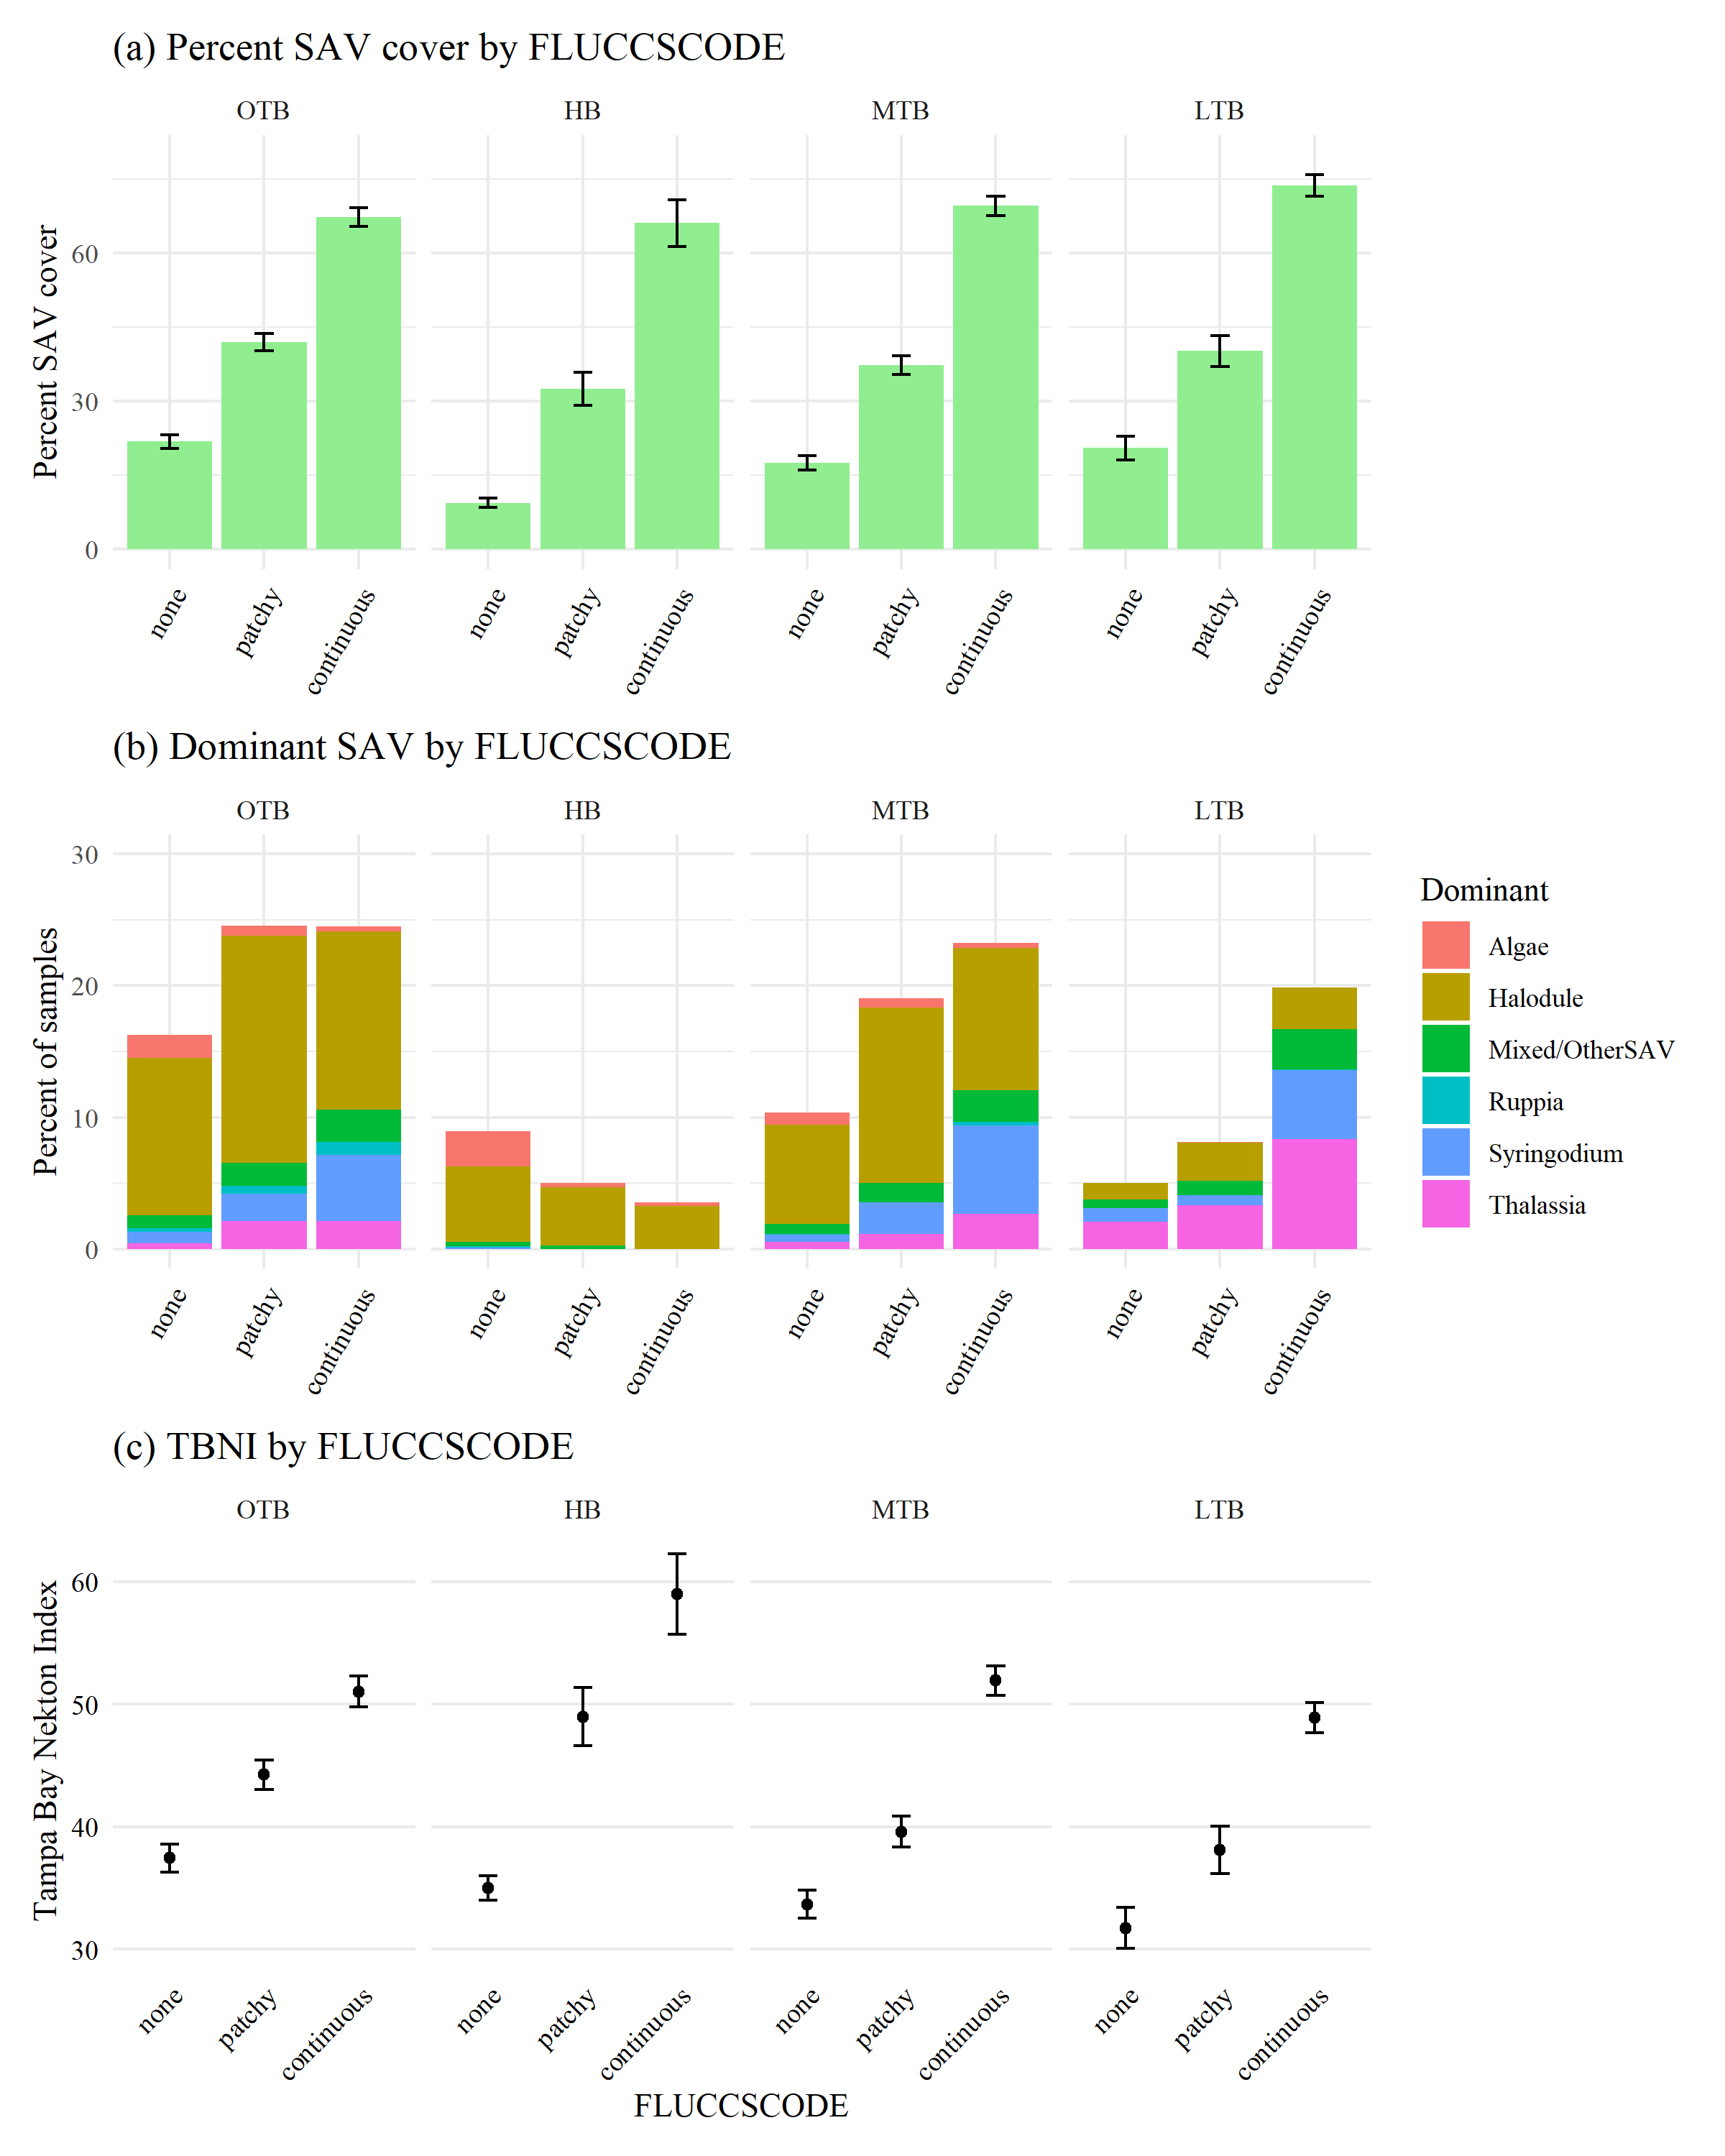 (a) Percent SAV cover by FLUCCSCODE
OTB HB MTB LTB
Percent SAV cover
60
30
0
none patchy continuous none patchy continuous none patchy continuous none patchy continuous
(b) Dominant SAV by FLUCCSCODE
OTB HB MTB LTB
Percent of samples
30
20
10
0
none patchy continuous none patchy continuous none patchy continuous none patchy continuous
Dominant
Algae
Halodule
Mixed/OtherSAV
Ruppia
Syringodium
Thalassia
(c) TBNI by FLUCCSCODE
OTB HB MTB LTB
Tampa Bay Nekton Index
60
50
40
30
none patchy continuous none patchy continuous none patchy continuous none patchy continuous
FLUCCSCODE